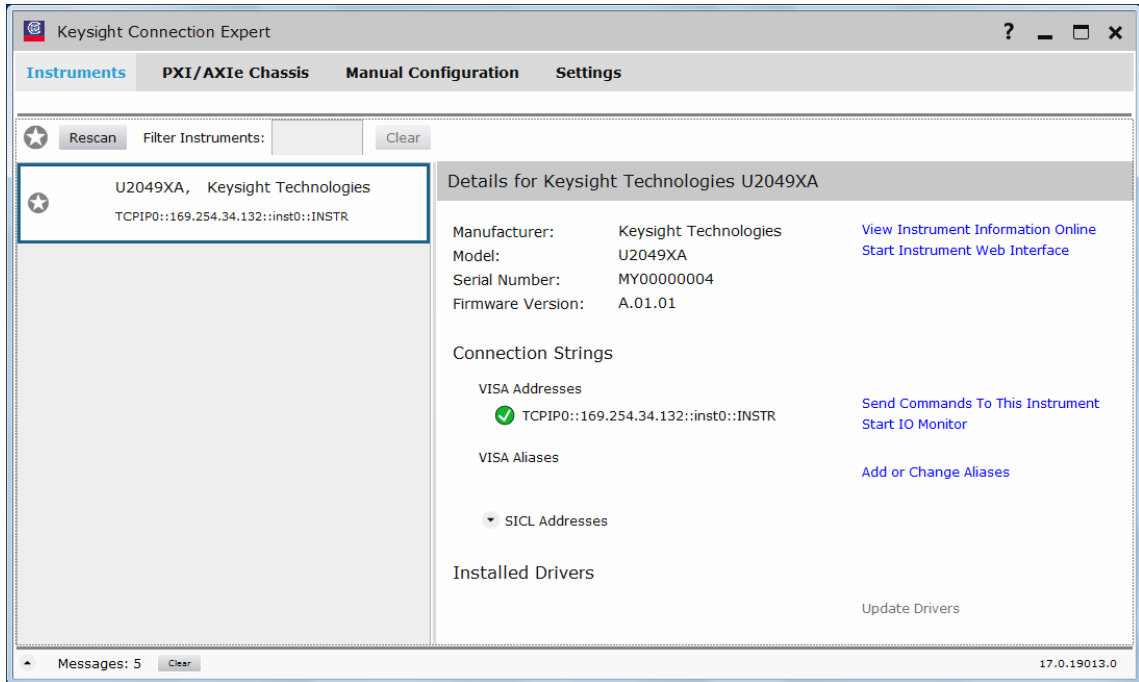 Keysight Connection Expert
?
Instruments PXI/AXIe Chassis Manual Configuration Settings
Rescan Filter Instruments: Clear
U2049XA, Keysight Technologies
TCPIP0::169.254.34.132::inst0::INSTR
Details for Keysight Technologies U2049XA
Manufacturer: Keysight Technologies View Instrument Information Online
Model: U2049XA Start Instrument Web Interface
Serial Number: MY00000004
Firmware Version: A.01.01
Connection Strings
VISA Addresses
TCPIP0::169.254.34.132::inst0::INSTR Send Commands To This Instrument
Start IO Monitor
VISA Aliases
Add or Change Aliases
SICL Addresses
Installed Drivers
Update Drivers
Messages: 5 Clear 17.0.19013.0